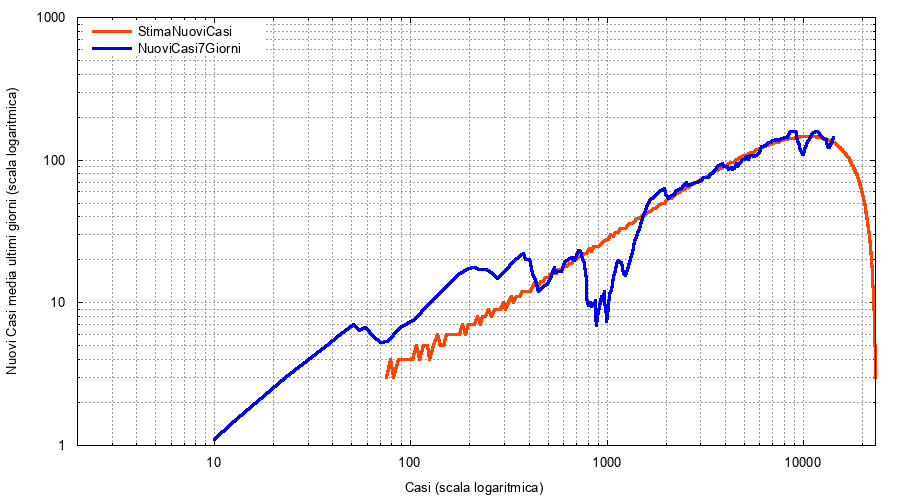 1000
StimaNuoviCasi
NuoviCasi7Giorni
100
10
1
Nuovi Casi media ultimi giorni (scala logaritmica)
10 100 1000 10000
Casi (scala logaritmica)